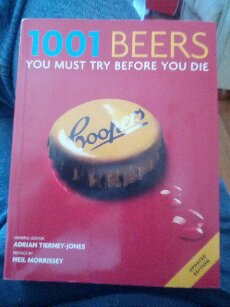 1001 BEERS
YOU MUST TRY BEFORE YOU DIE
Coopers
GENERAL EDITOR
ADRIAN TIERNEY-JONES
PREFACE BY
NEIL MORRISSEY
UPDATED
EDITION